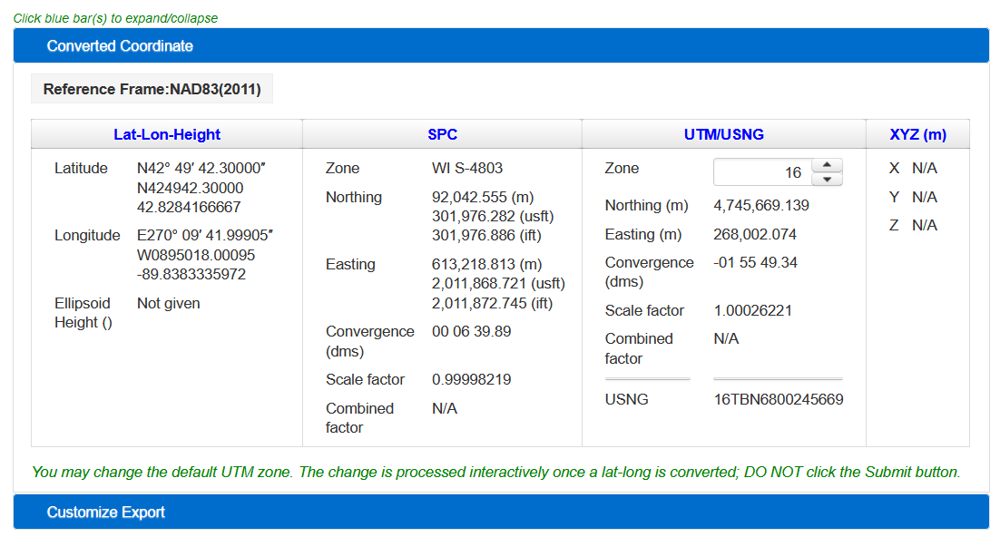 Click blue bar(s) to expand/collapse
Converted Coordinate
Reference Frame:NAD83(2011)
Lat-Lon-Height
Latitude N42° 49′ 42.30000″
N424942.30000
42.8284166667
Longitude E270° 09′ 41.99905″
W0895018.00095
-89.8383335972
Ellipsoid Not given
Height ()
SPC
Zone WI S-4803
Northing 92,042.555 (m)
301,976.282 (usft)
301,976.886 (ift)
Easting 613,218.813 (m)
2,011,868.721 (usft)
2,011,872.745 (ift)
Convergence 00 06 39.89
(dms)
Scale factor 0.99998219
Combined N/A
factor
UTM/USNG
Zone 16
Northing (m) 4,745,669.139
Easting (m) 268,002.074
Convergence -01 55 49.34
(dms)
Scale factor 1.00026221
Combined N/A
factor
USNG 16TBN6800245669
XYZ (m)
X N/A
Y N/A
Z N/A
You may change the default UTM zone. The change is processed interactively once a lat-long is converted; DO NOT click the Submit button.
Customize Export